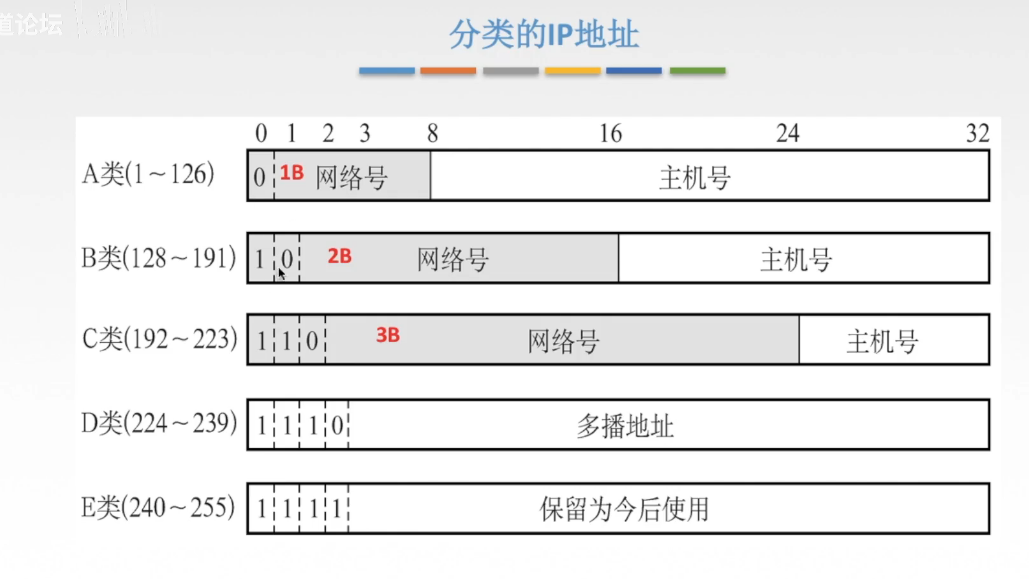 道论坛
分类的IP地址
0 1 2 3 8 16 24 32
A类(1～126) 0 1B 网络号 主机号
B类(128～191) 1 0 2B 网络号 主机号
C类(192～223) 1 1 0 3B 网络号 主机号
D类(224～239) 1 1 1 0 多播地址
E类(240～255) 1 1 1 1 保留为今后使用